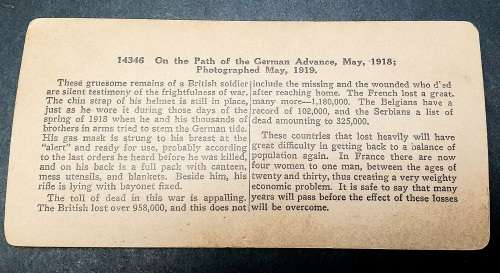 14346 On the Path of the German Advance, May, 1918;
Photographed May, 1919.
These gruesome remains of a British soldier
are silent testimony of the frightfulness of war.
The chin strap of his helmet is still in place,
just as he wore it during those days of the
spring of 1918 when he and his thousands of
brothers in arms tried to stem the German tide.
His gas mask is strung to his breast at the
"alert" and ready for use, probably according
to the last orders he heard before he was killed,
and on his back is a full pack with canteen,
mess utensils, and blankets. Beside him, his
rifle is lying with bayonet fixed.
The toll of dead in this war is appalling.
The British lost over 958,000, and this does not
include the missing and the wounded who d'ed
after reaching home. The French lost a great
many more—1,180,000. The Belgians have a
record of 102,000, and the Serbians a list of
dead amounting to 325,000.
These countries that lost heavily will have
great difficulty in getting back to a balance of
population again. In France there are now
four women to one man, between the ages of
twenty and thirty, thus creating a very weighty
economic problem. It is safe to say that many
years will pass before the effect of these losses
will be overcome.